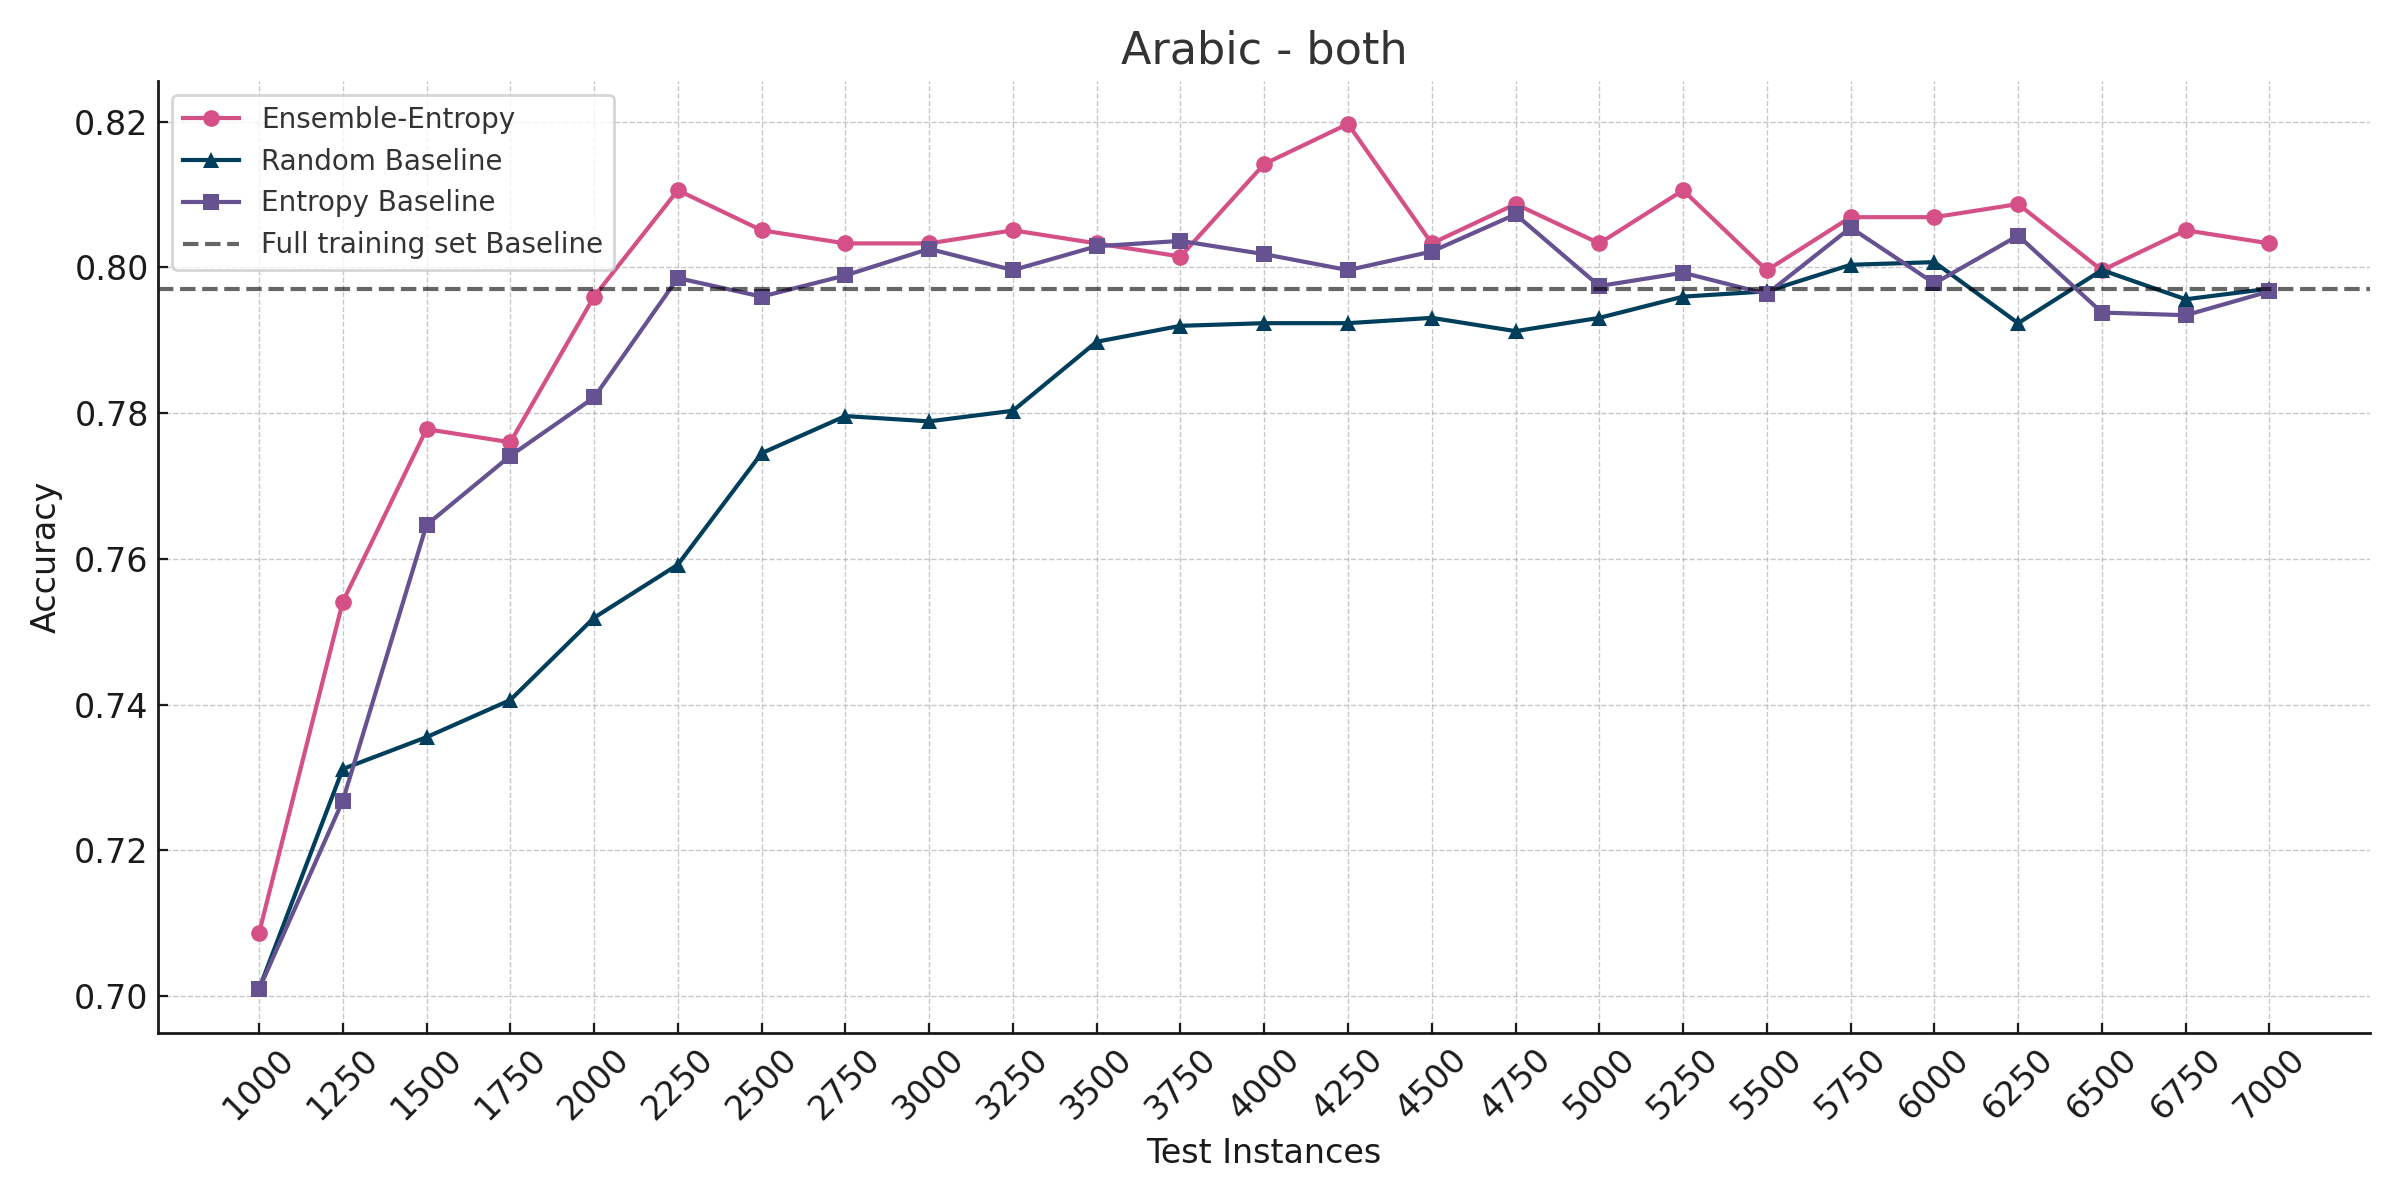 Arabic - both
Ensemble-Entropy
Random Baseline
Entropy Baseline
Full training set Baseline
0.82
0.80
0.78
0.76
0.74
0.72
0.70
Accuracy
1000 1250 1500 1750 2000 2250 2500 2750 3000 3250 3500 3750 4000 4250 4500 4750 5000 5250 5500 5750 6000 6250 6500 6750 7000
Test Instances